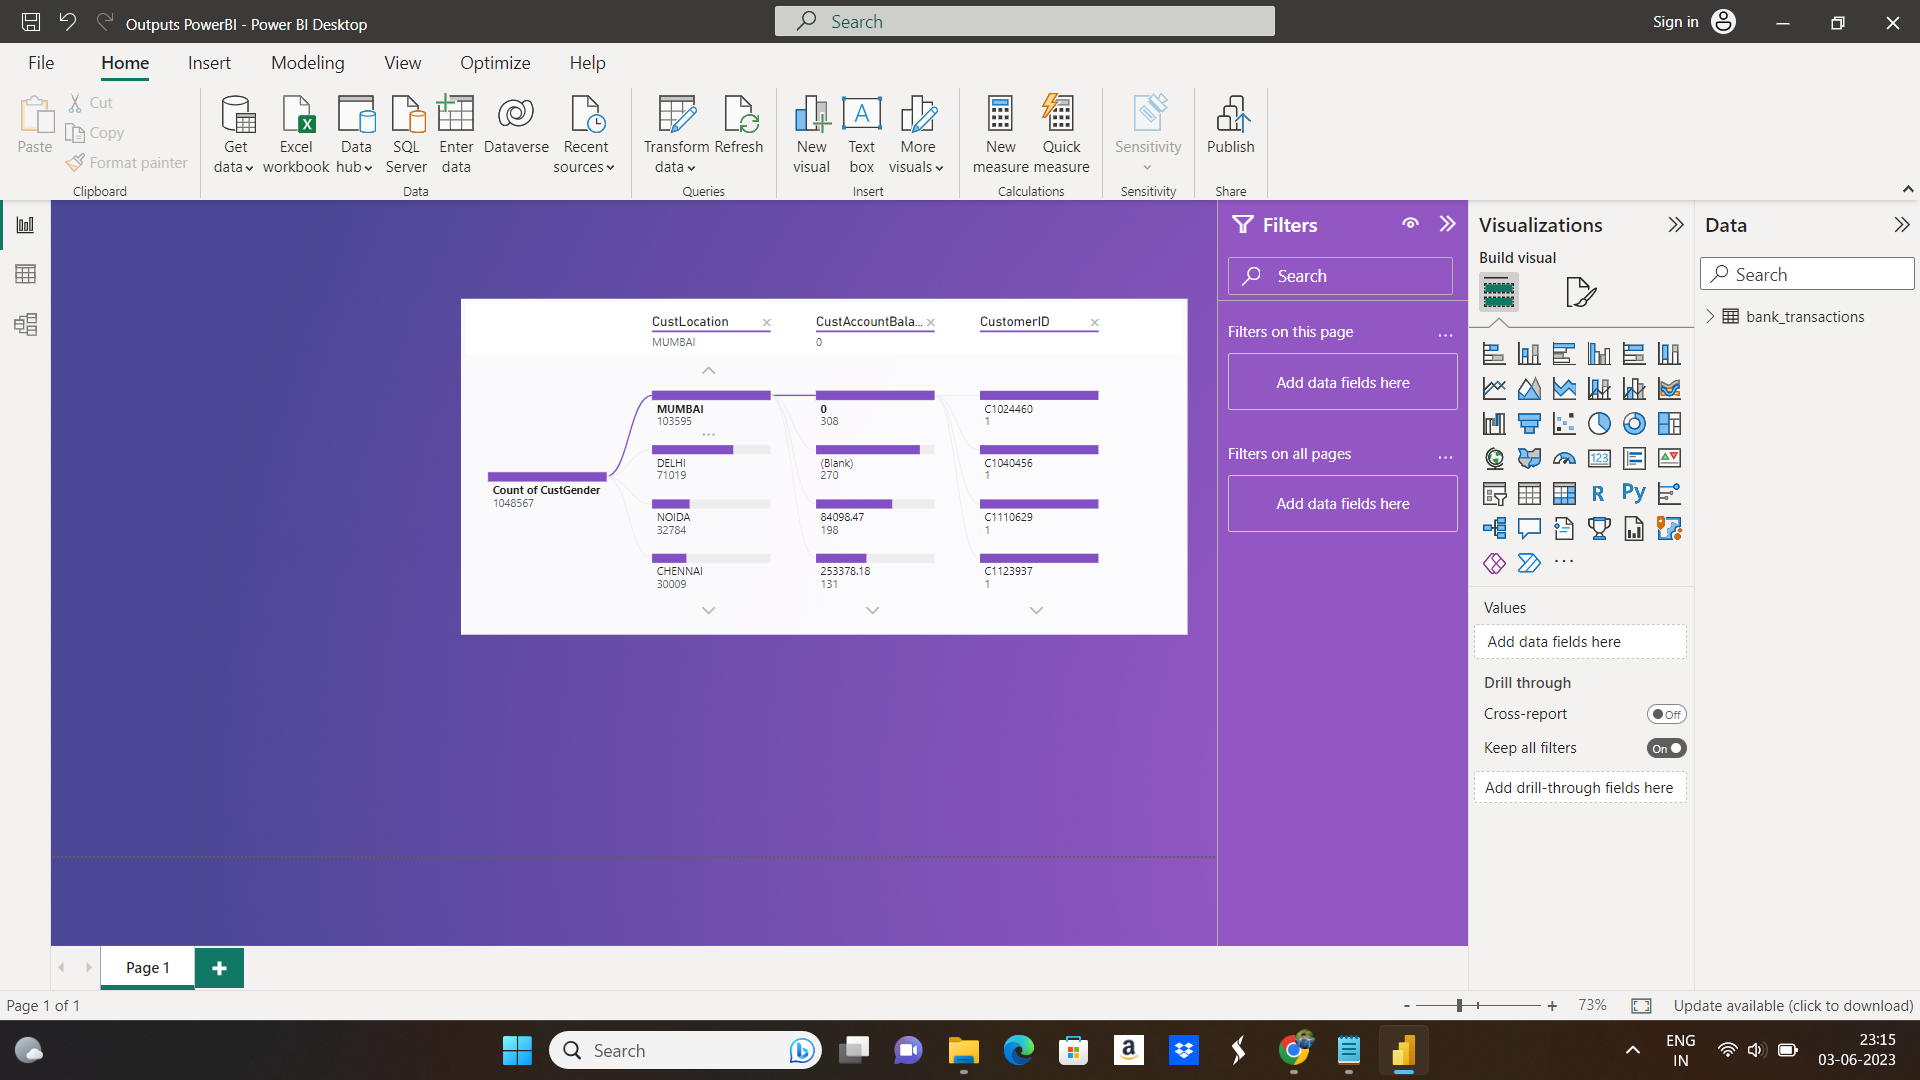 Outputs PowerBI - Power BI Desktop
Search
Sign in
File
Home
Insert
Modeling
View
Optimize
Help
Paste
Cut
Copy
Format painter
Clipboard
Get data
Excel workbook
Data hub
SQL Server
Enter data
Dataverse
Recent sources
Data
Transform data
Refresh
Queries
New visual
Text box
A
More visuals
Insert
New measure
Quick measure
Calculations
Sensitivity
Sensitivity
Publish
Share
CustLocation
MUMBAI
CustAccountBala...
0
CustomerID
Count of CustGender
1048567
MUMBAI
103595
...
DELHI
71019
NOIDA
32784
CHENNAI
30009
0
308
(Blank)
270
84098.47
198
253378.18
131
C1024460
1
C1040456
1
C1110629
1
C1123937
1
Filters
Search
Filters on this page
...
Add data fields here
Filters on all pages
...
Add data fields here
Visualizations
Build visual
123
R
Py
...
Values
Add data fields here
Drill through
Cross-report
Off
Keep all filters
On
Add drill-through fields here
Data
Search
bank_transactions
Page 1
Page 1 of 1
- + 73%
Update available (click to download)
Search
a
ENG
IN
23:15
03-06-2023